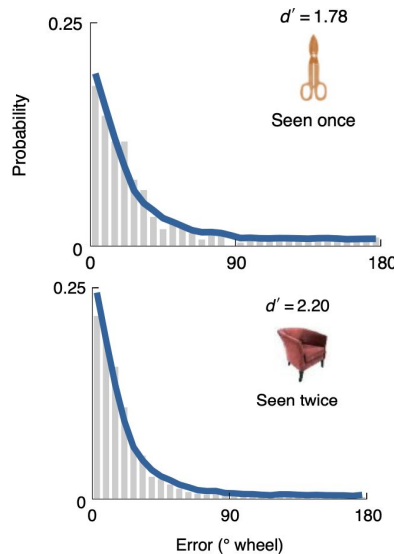 0.25
d′ = 1.78
Seen once
Probability
0
0
90
180
0.25
d′ = 2.20
Seen twice
0
0
90
180
Error (° wheel)